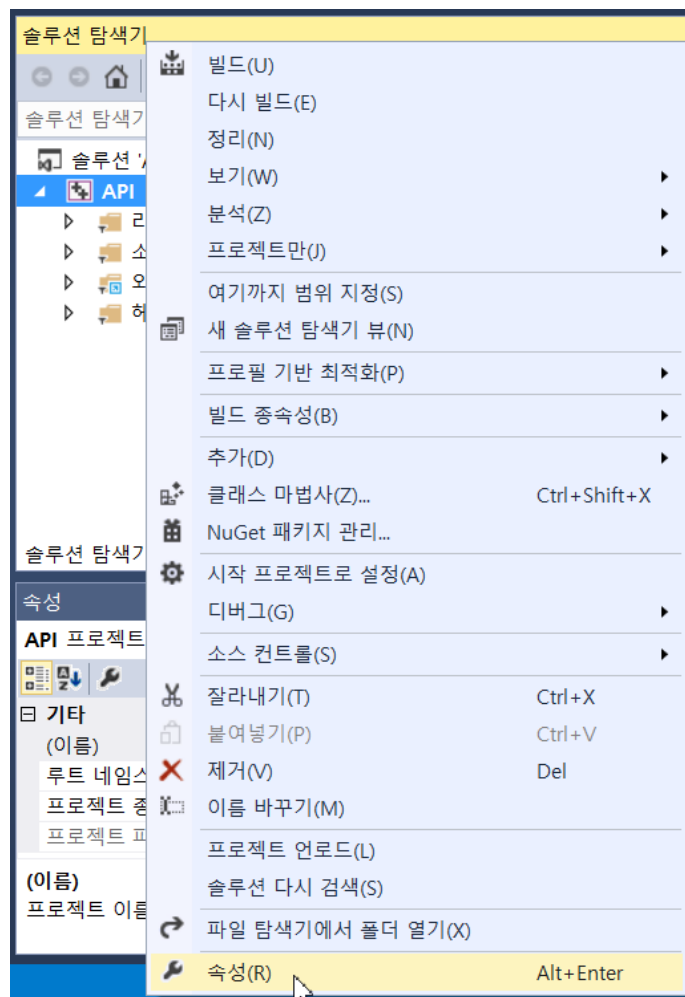 솔루션 탐색기
솔루션 탐색기
솔루션 '
API
빌드(U)
다시 빌드(E)
정리(N)
보기(W)
분석(Z)
프로젝트만(J)
여기까지 범위 지정(S)
새 솔루션 탐색기 뷰(N)
프로필 기반 최적화(P)
빌드 종속성(B)
추가(D)
클래스 마법사(Z)... Ctrl+Shift+X
NuGet 패키지 관리...
시작 프로젝트로 설정(A)
디버그(G)
소스 컨트롤(S)
잘라내기(T) Ctrl+X
붙여넣기(P) Ctrl+V
제거(V) Del
이름 바꾸기(M)
프로젝트 언로드(L)
솔루션 다시 검색(S)
파일 탐색기에서 폴더 열기(X)
속성(R) Alt+Enter
리
소
오
허
솔루션 탐색기
속성
API 프로젝트
기타
(이름)
루트
프로젝트
프로젝트
(이름)
프로젝트 이름